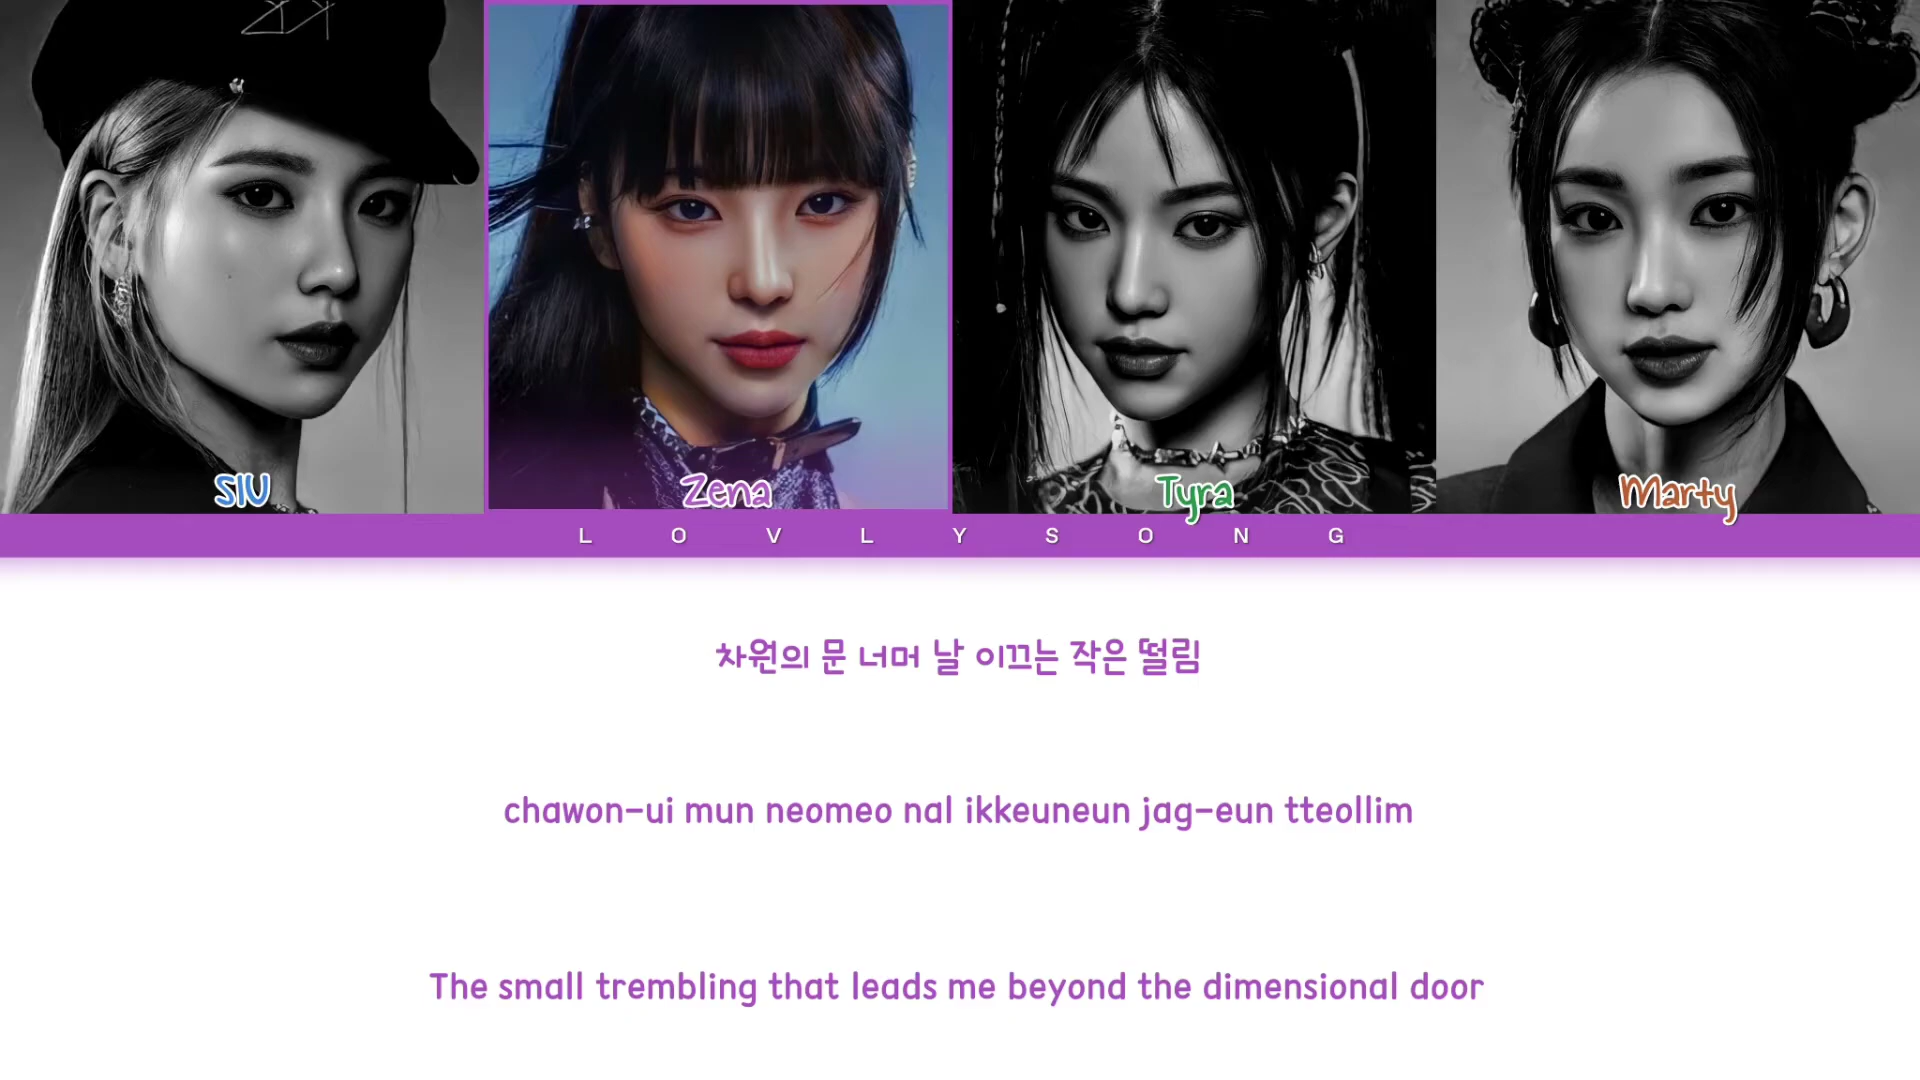 SIU
Zena
Tyra
Marty
LOVLYSONG
차원의 문 너머 날 이끄는 작은 떨림
chawon-ui mun neomeo nal ikkeuneun jag-eun tteollim
The small trembling that leads me beyond the dimensional door